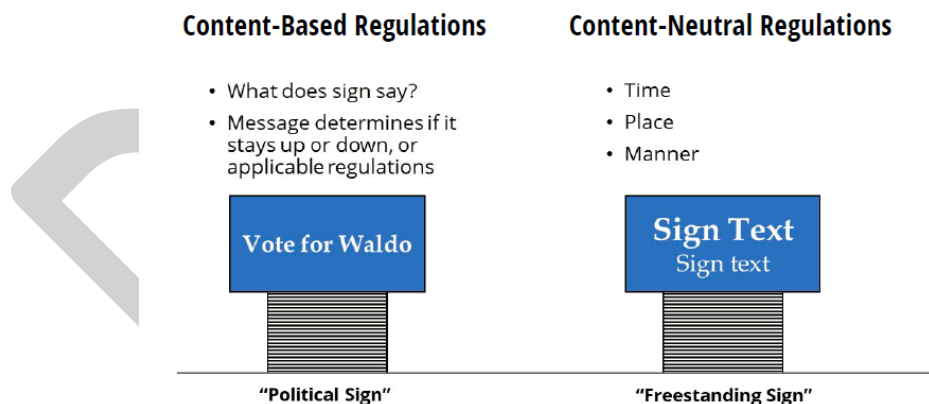 Content-Based Regulations
• What does sign say?
• Message determines if it
stays up or down, or
applicable regulations
Vote for Waldo
“Political Sign”
Content-Neutral Regulations
• Time
• Place
• Manner
Sign Text
Sign text
“Freestanding Sign”